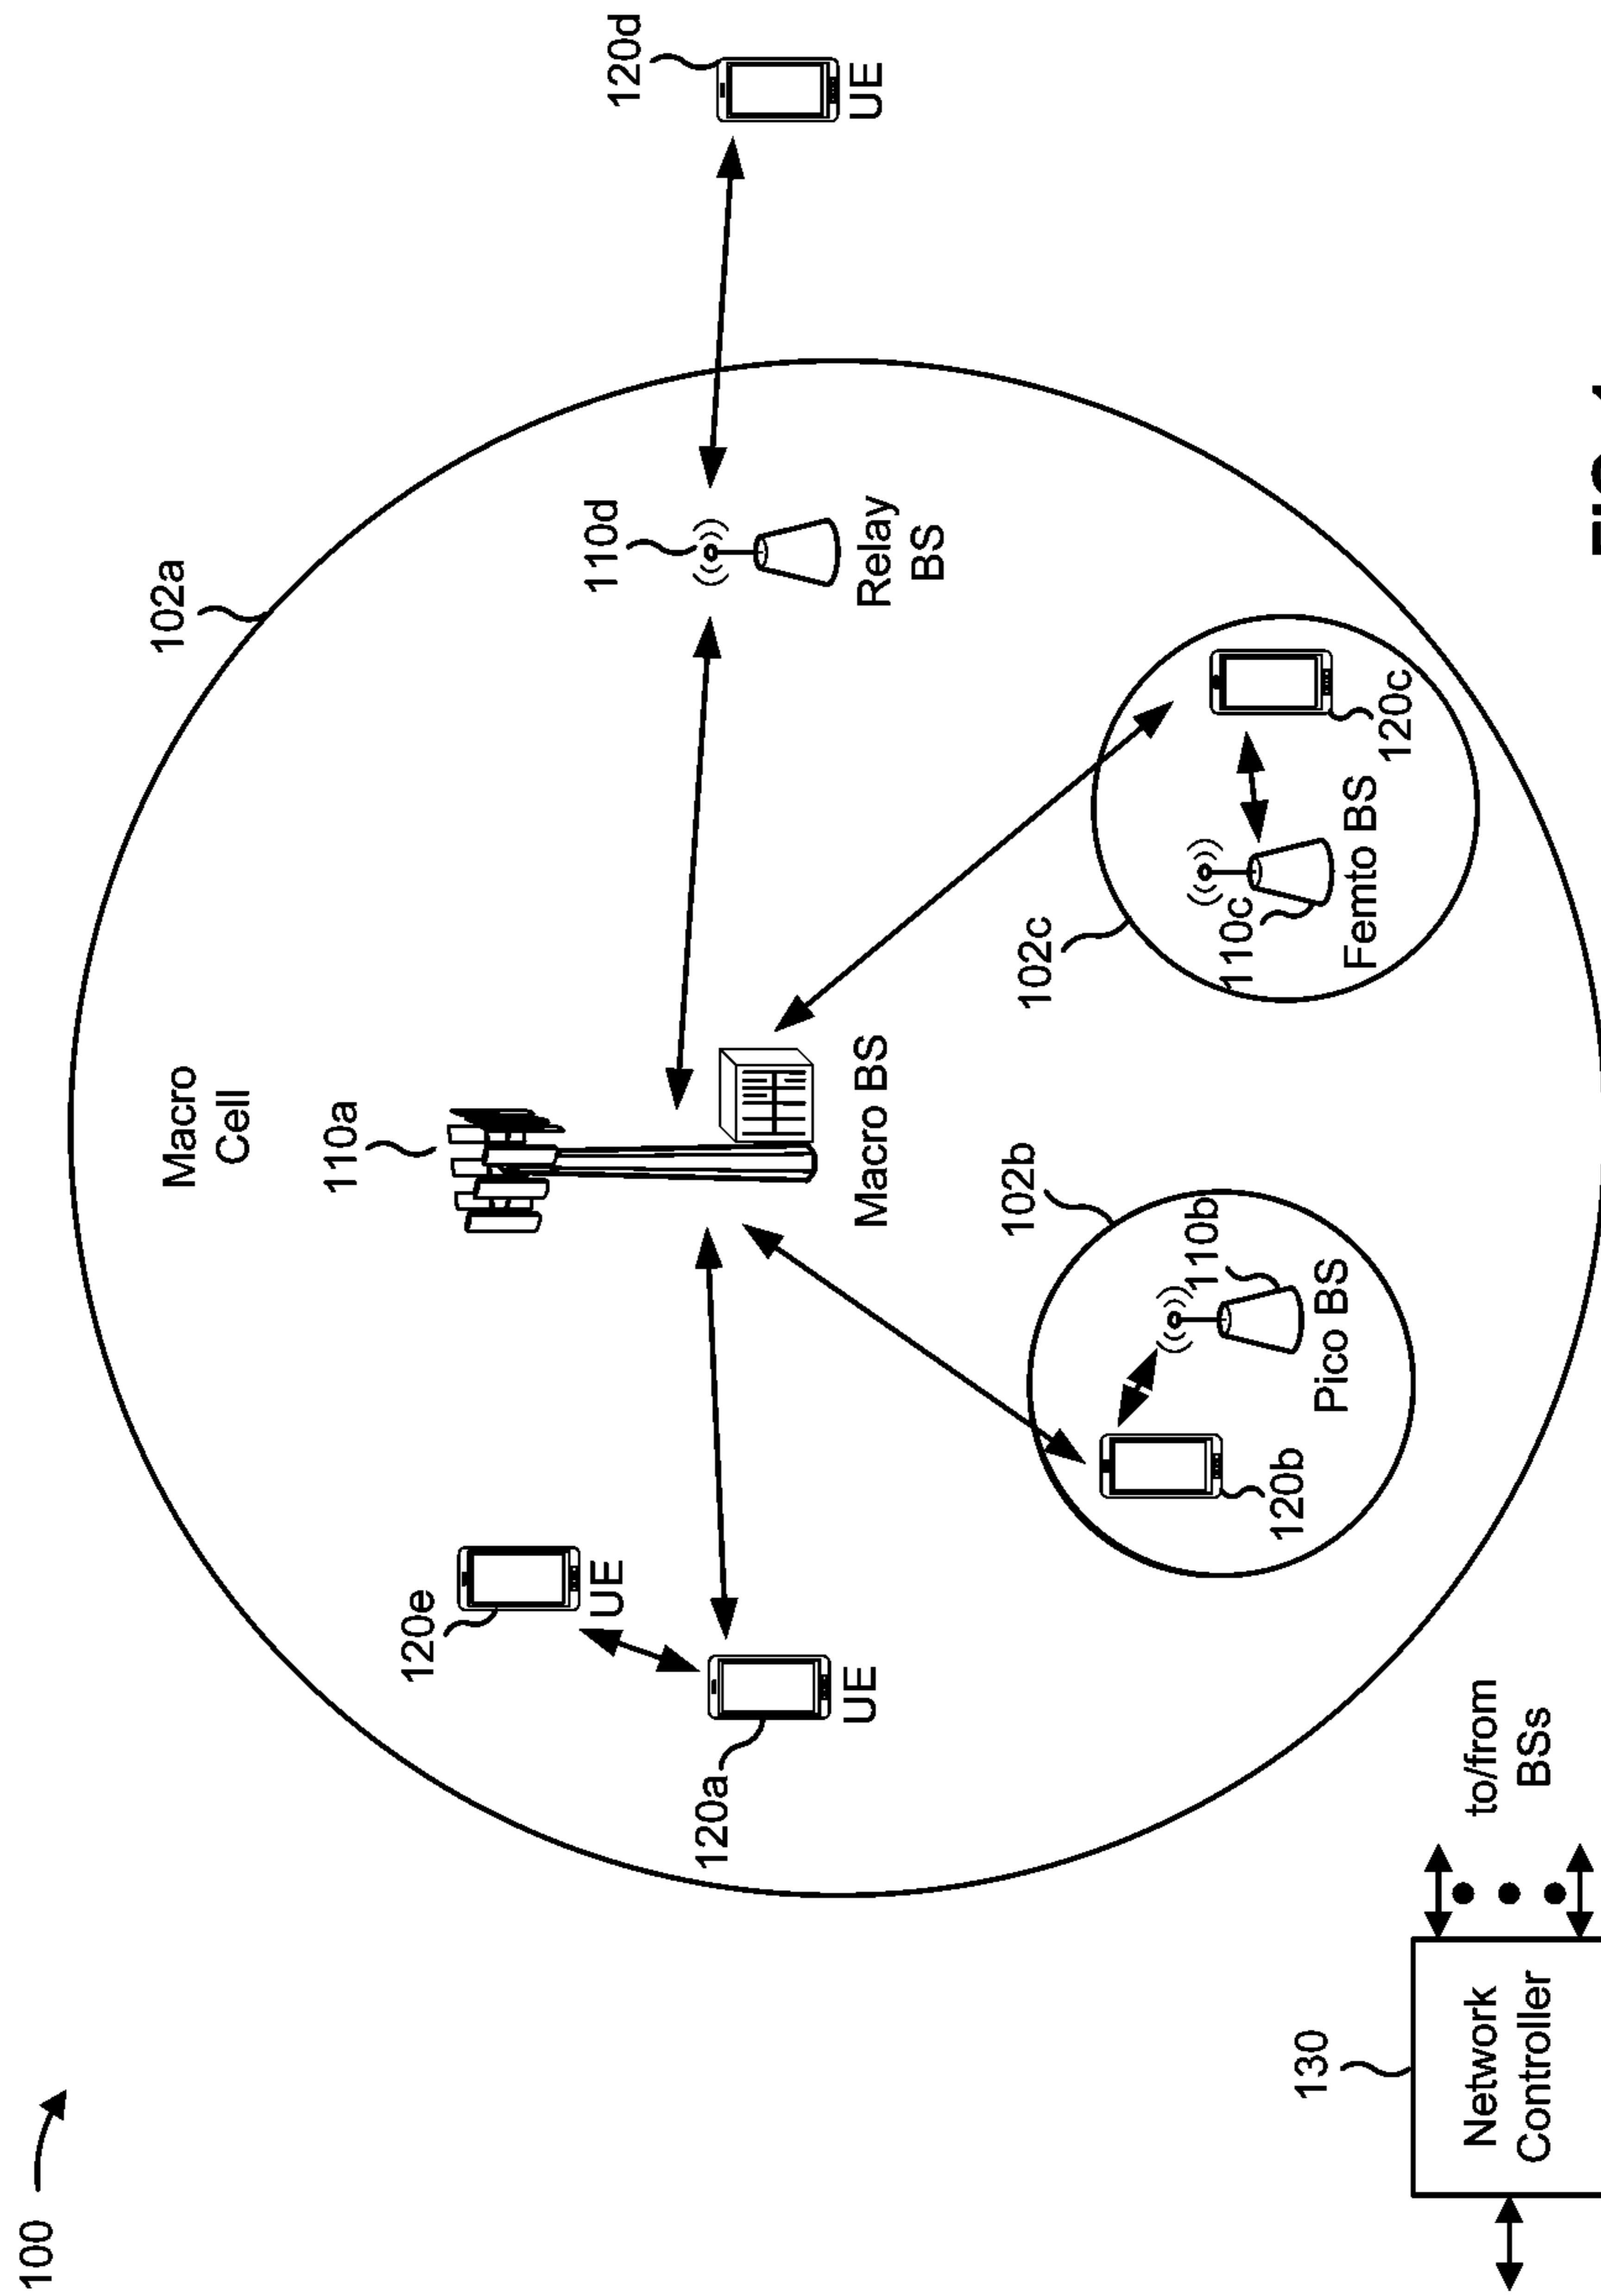 100
Macro
Cell
102a
110a
120d
UE
120e
UE
110d
Relay
BS
120a
UE
Macro BS
102b
102c
110b
Pico BS
120b
110c
Femto BS
120c
130
Network
Controller
to/from
BSs